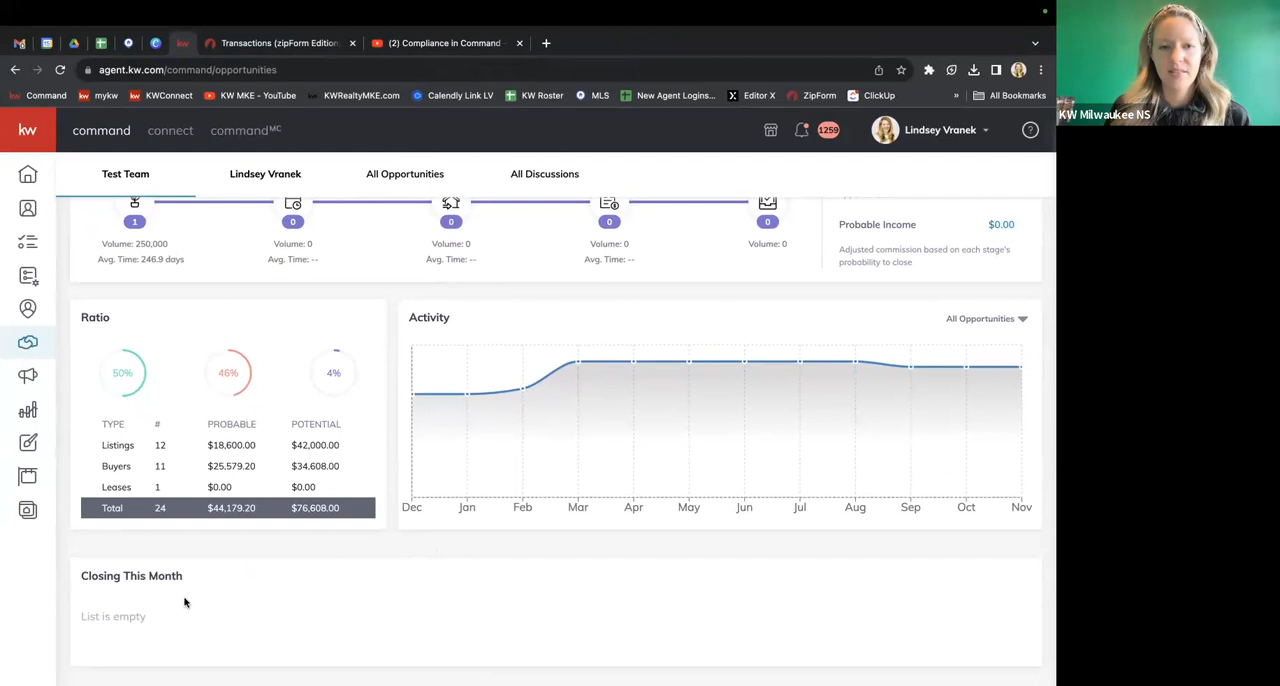 Transactions (zipForm Edition
(2) Compliance in Command -
agent.kw.com/command/opportunities
Command mykw KWConnect KW MKE - YouTube KWRealtyMKE.com Calendly Link LV KW Roster MLS New Agent Logins... Editor X ZipForm ClickUp » All Bookmarks
KW Milwaukee NS
kw command connect commandMC 1259 Lindsey Vranek
Test Team Lindsey Vranek All Opportunities All Discussions
1 0 0 0 0
Volume: 250,000 Volume: 0 Volume: 0 Volume: 0 Volume: 0
Avg. Time: 246.9 days Avg. Time: -- Avg. Time: -- Avg. Time: --
Probable Income $0.00
Adjusted commission based on each stage's
probability to close
Ratio
50% 46% 4%
TYPE # PROBABLE POTENTIAL
Listings 12 $18,600.00 $42,000.00
Buyers 11 $25,579.20 $34,608.00
Leases 1 $0.00 $0.00
Total 24 $44,179.20 $76,608.00
Activity
All Opportunities
Dec Jan Feb Mar Apr May Jun Jul Aug Sep Oct Nov
Closing This Month
List is empty